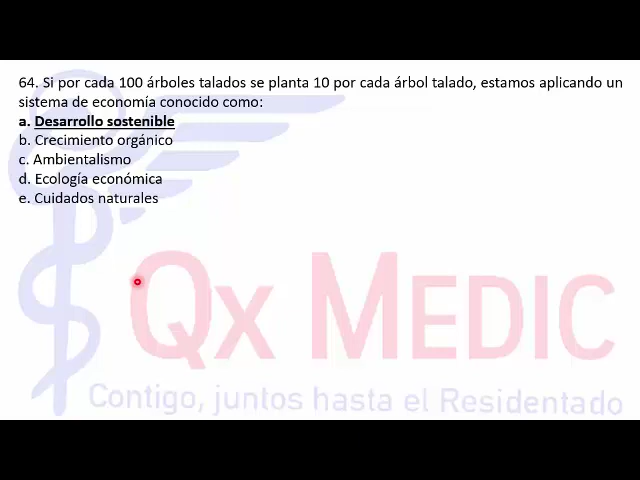 64. Si por cada 100 árboles talados se planta 10 por cada árbol talado, estamos aplicando un
sistema de economía conocido como:
a. Desarrollo sostenible
b. Crecimiento orgánico
c. Ambientalismo
d. Ecología económica
e. Cuidados naturales
Qx MEDIC
Contigo, juntos hasta el Residentado